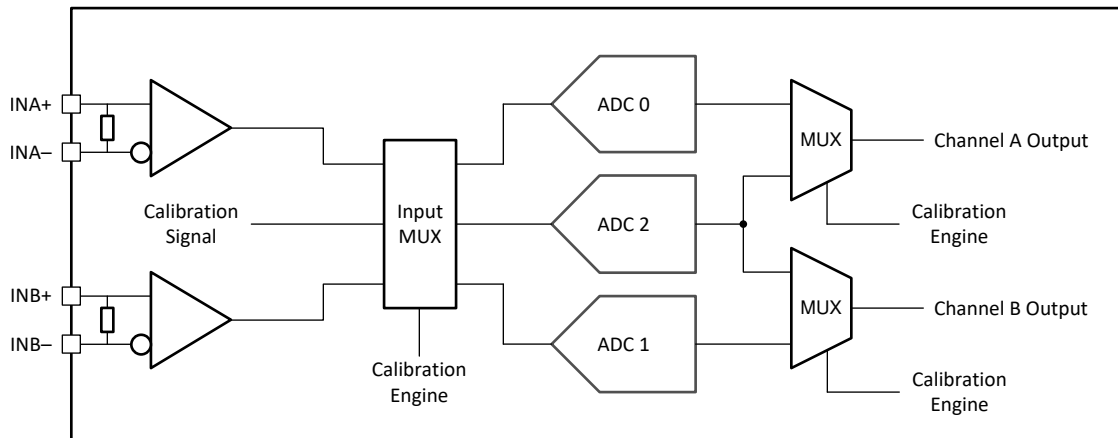 INA+
INA–
ADC 0
MUX
Channel A Output
Calibration
Signal
Input
MUX
ADC 2
Calibration
Engine
INB+
INB–
ADC 1
MUX
Channel B Output
Calibration
Engine
Calibration
Engine